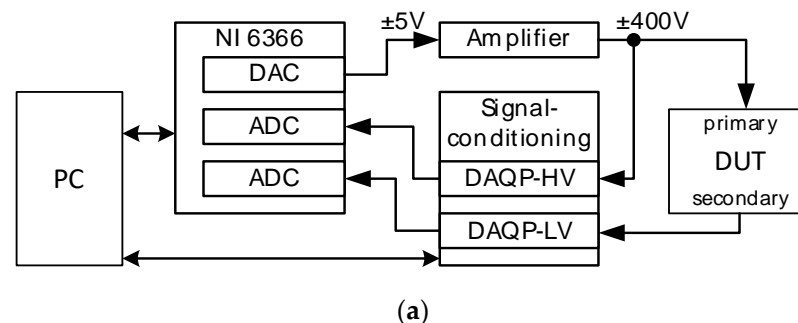 NI 6366
±5V
Amplifier
±400V
DAC
PC
ADC
ADC
Signal-
conditioning
DAQP-HV
DAQP-LV
primary
DUT
secondary
(a)